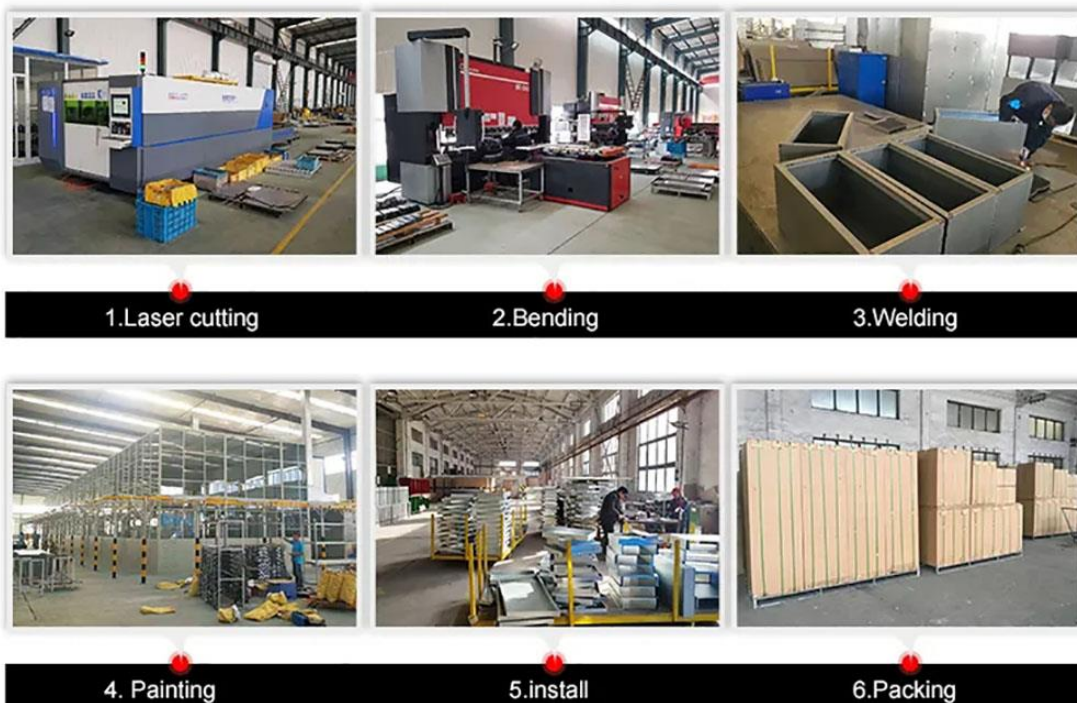 1.Laser cutting
2.Bending
3.Welding
4. Painting
5.install
6.Packing